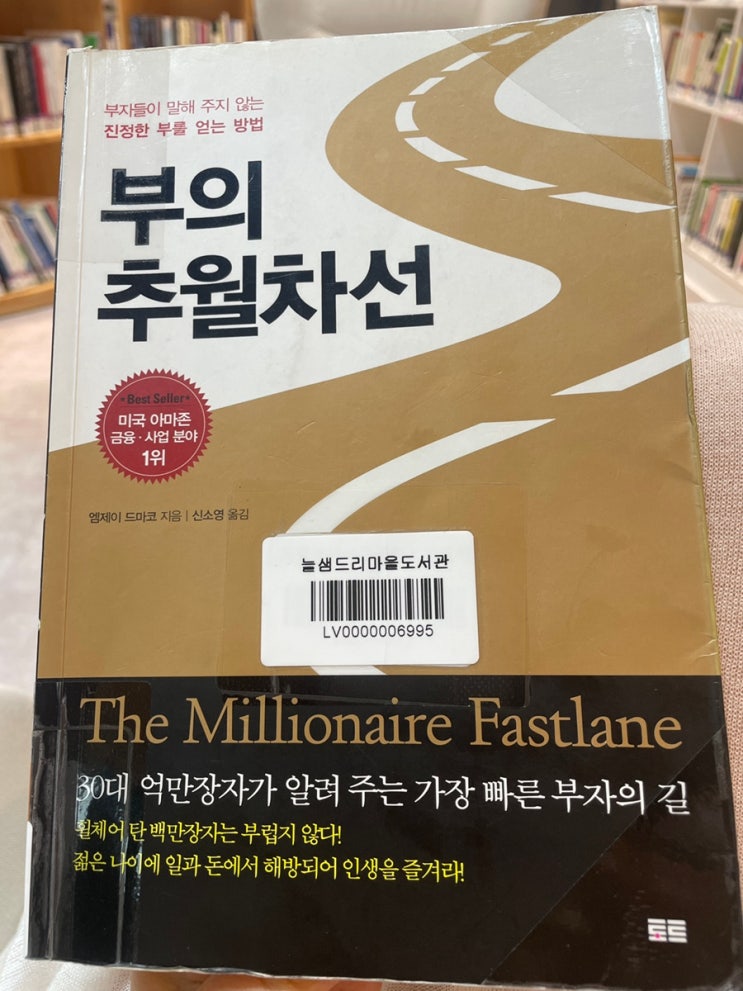 부자들이 말해 주지 않는
진정한 부를 얻는 방법
부의
추월차선
Best Seller
미국 아마존
금융·사업 분야
1위
엠제이 드마코 지음 | 신소영 옮김
늘샘드리마을도서관
LV0000006995
The Millionaire Fastlane
30대 억만장자가 알려 주는 가장 빠른 부자의 길
휠체어 탄 백만장자는 부럽지 않다!
젊은 나이에 일과 돈에서 해방되어 인생을 즐겨라!
토트